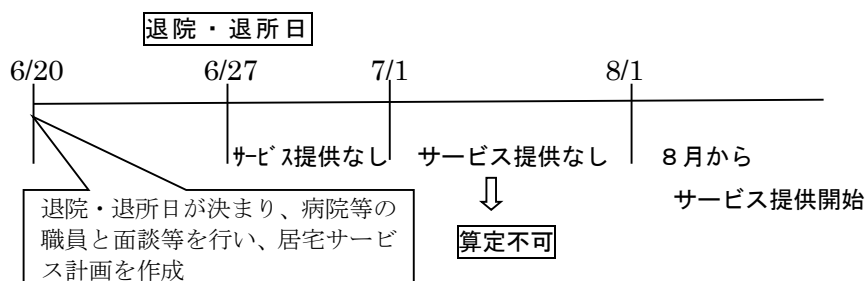 退院・退所日
6/20 6/27 7/1 8/1
ｻｰﾋﾞｽ提供なし サービス提供なし ８月から
サービス提供開始
算定不可
退院・退所日が決まり、病院等の
職員と面談等を行い、居宅サービ
ス計画を作成